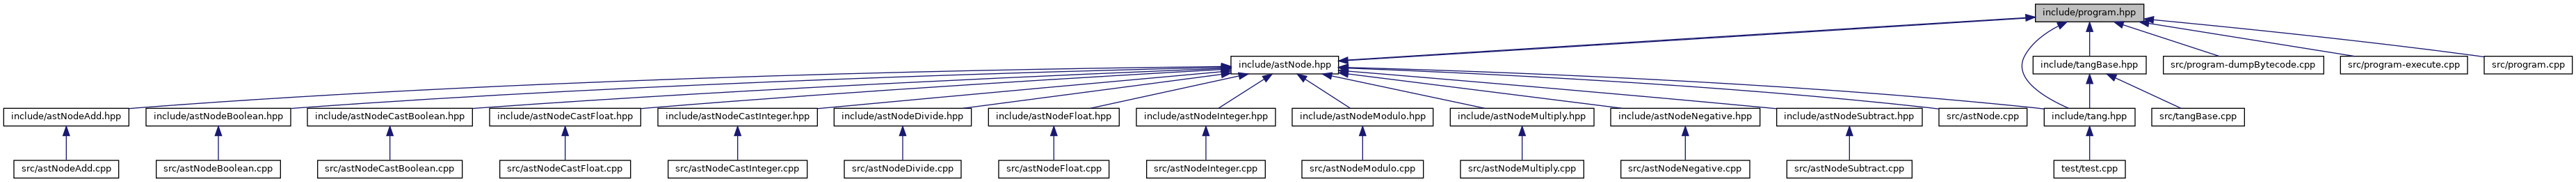 include/program.hpp
include/astNode.hpp
include/tangBase.hpp
src/program-dumpBytecode.cpp
src/program-execute.cpp
src/program.cpp
include/astNodeAdd.hpp
include/astNodeBoolean.hpp
include/astNodeCastBoolean.hpp
include/astNodeCastFloat.hpp
include/astNodeCastInteger.hpp
include/astNodeDivide.hpp
include/astNodeFloat.hpp
include/astNodeInteger.hpp
include/astNodeModulo.hpp
include/astNodeMultiply.hpp
include/astNodeNegative.hpp
include/astNodeSubtract.hpp
src/astNode.cpp
include/tang.hpp
src/tangBase.cpp
src/astNodeAdd.cpp
src/astNodeBoolean.cpp
src/astNodeCastBoolean.cpp
src/astNodeCastFloat.cpp
src/astNodeCastInteger.cpp
src/astNodeDivide.cpp
src/astNodeFloat.cpp
src/astNodeInteger.cpp
src/astNodeModulo.cpp
src/astNodeMultiply.cpp
src/astNodeNegative.cpp
src/astNodeSubtract.cpp
test/test.cpp